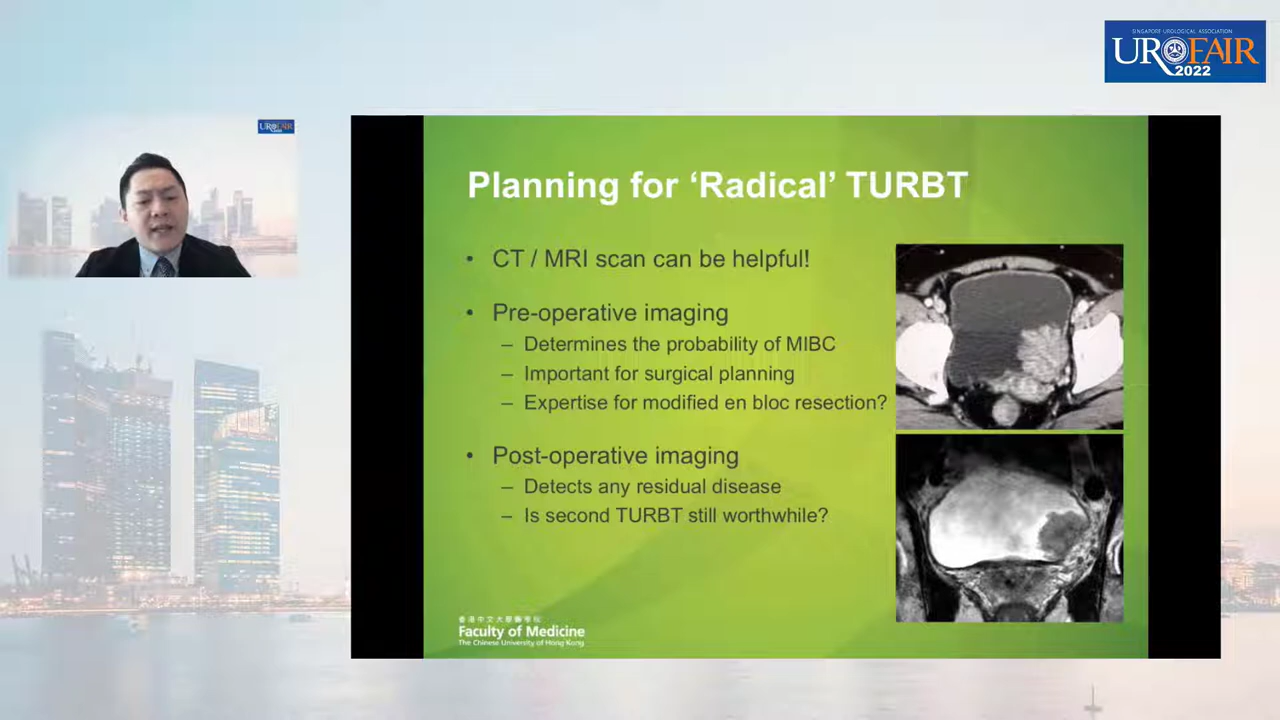 SINGAPORE UROLOGICAL ASSOCIATION
UROFAIR
2022
UROFAIR
Planning for ‘Radical’ TURBT
• CT / MRI scan can be helpful!
• Pre-operative imaging
– Determines the probability of MIBC
– Important for surgical planning
– Expertise for modified en bloc resection?
• Post-operative imaging
– Detects any residual disease
– Is second TURBT still worthwhile?
香港中文大學醫學院
Faculty of Medicine
The Chinese University of Hong Kong